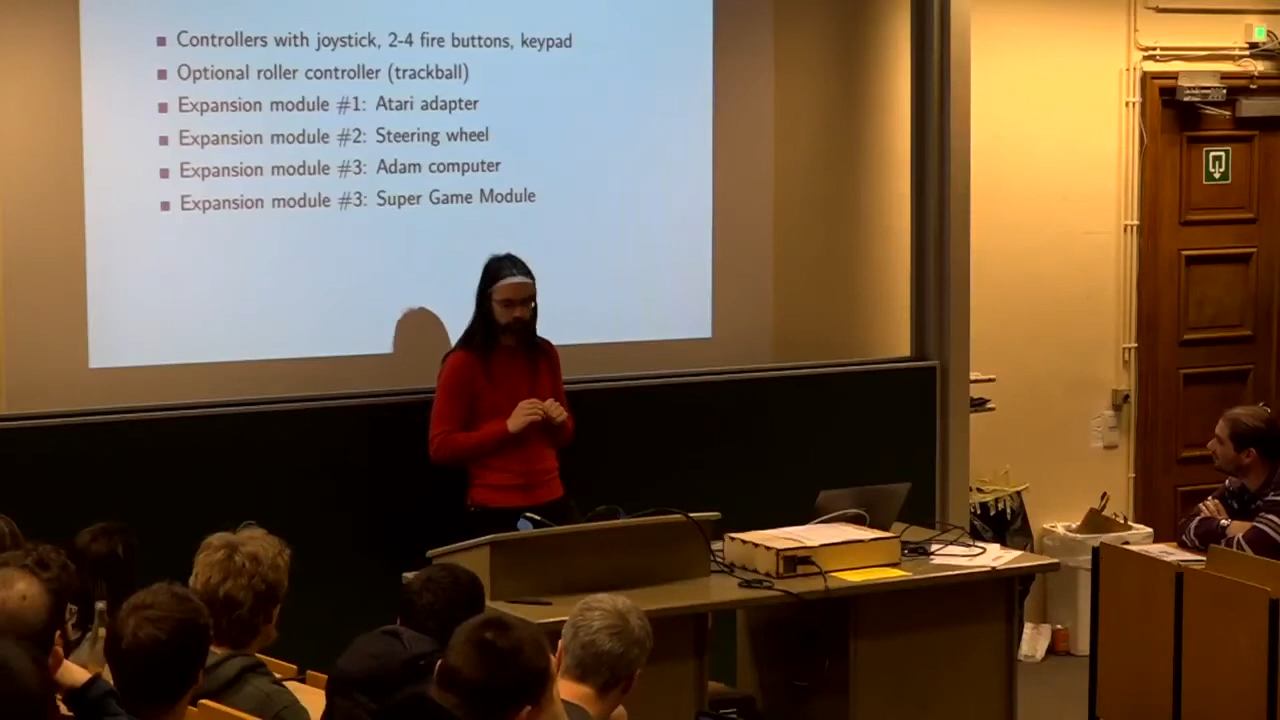 Controllers with joystick, 2-4 fire buttons, keypad
Optional roller controller (trackball)
Expansion module #1: Atari adapter
Expansion module #2: Steering wheel
Expansion module #3: Adam computer
Expansion module #3: Super Game Module